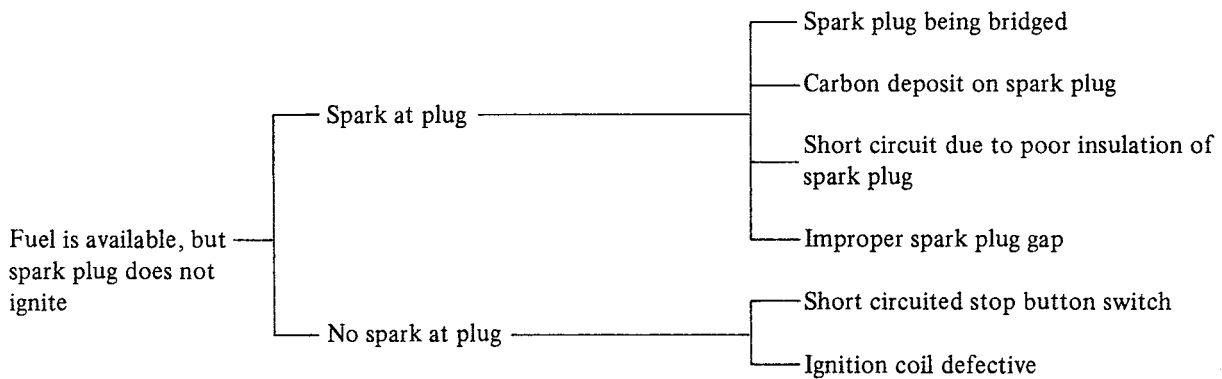 Spark plug being bridged
Carbon deposit on spark plug
Spark at plug
Short circuit due to poor insulation of
spark plug
Fuel is available, but
spark plug does not
ignite
Improper spark plug gap
Short circuited stop button switch
No spark at plug
Ignition coil defective